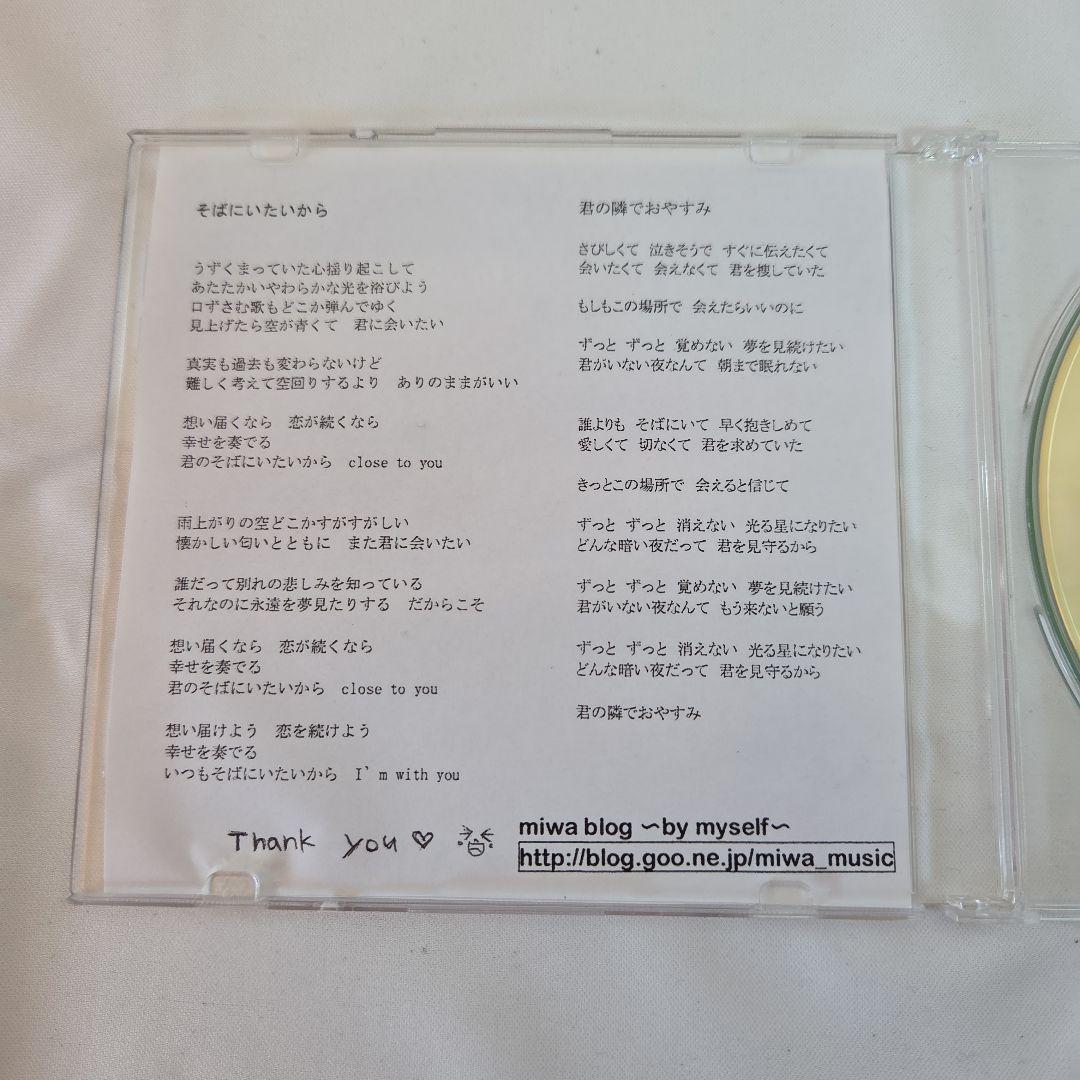 そばにいたいから
うずくまっていた心揺り起こして
あたたかいやわらかな光を浴びよう
口ずさむ歌もどこか弾んでゆく
見上げたら空が青くて　君に会いたい
真実も過去も変わらないけど
難しく考えて空回りするより　ありのままがいい
想い届くなら　恋が続くなら
幸せを奏でる
君のそばにいたいから　close to you
雨上がりの空どこかすがすがしい
懐かしい匂いとともに　また君に会いたい
誰だって別れの悲しみを知っている
それなのに永遠を夢見たりする　だからこそ
想い届くなら　恋が続くなら
幸せを奏でる
君のそばにいたいから　close to you
想い届けよう　恋を続けよう
幸せを奏でる
いつもそばにいたいから　I'm with you
君の隣でおやすみ
さびしくて　泣きそうで　すぐに伝えたくて
会いたくて　会えなくて　君を捜していた
もしもこの場所で　会えたらいいのに
ずっと　ずっと　覚めない　夢を見続けたい
君がいない夜なんて　朝まで眠れない
誰よりも　そばにいて　早く抱きしめて
愛しくて　切なくて　君を求めていた
きっとこの場所で　会えると信じて
ずっと　ずっと　消えない　光る星になりたい
どんな暗い夜だって　君を見守るから
ずっと　ずっと　覚めない　夢を見続けたい
君がいない夜なんて　もう来ないと願う
ずっと　ずっと　消えない　光る星になりたい
どんな暗い夜だって　君を見守るから
君の隣でおやすみ
Thank you♡
miwa blog 〜by myself〜
http://blog.goo.ne.jp/miwa_music